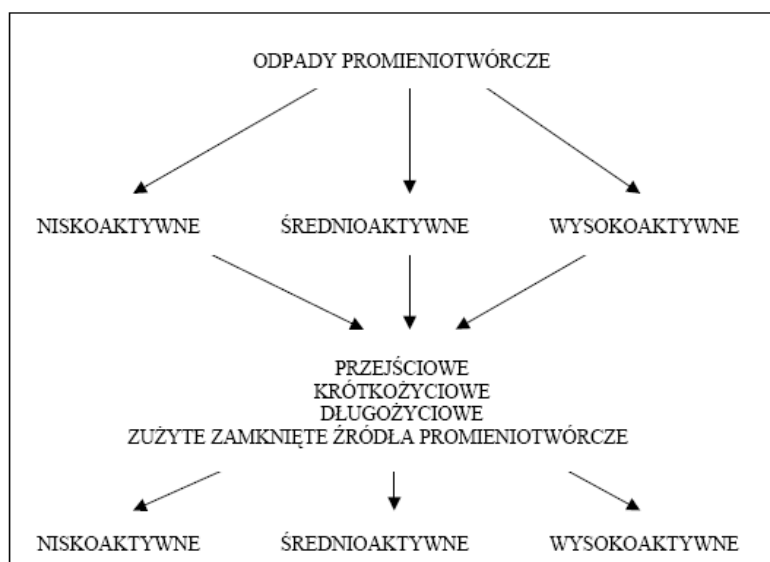 ODPADY PROMIENIOTWÓRCZE
NISKOAKTYWNE ŚREDNIOAKTYWNE WYSOKOAKTYWNE
PRZEJŚCIOWE
KRÓTKOŻYCIOWE
DŁUGOŻYCIOWE
ZUŻYTE ZAMKNIĘTE ŹRÓDŁA PROMIENIOTWÓRCZE
NISKOAKTYWNE ŚREDNIOAKTYWNE WYSOKOAKTYWNE